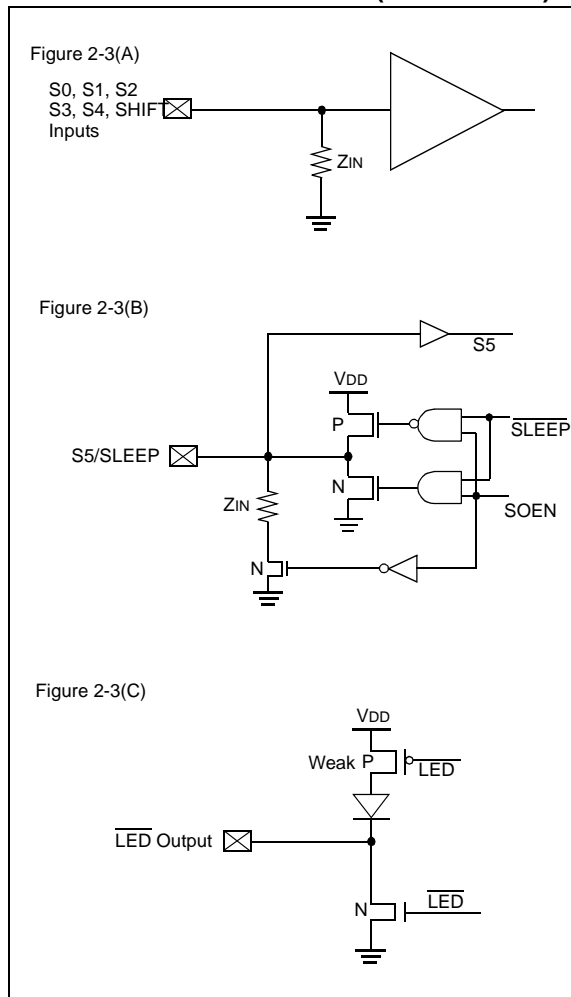 Figure 2-3(A)
S0, S1, S2
S3, S4, SHIFT
Inputs
ZIN
Figure 2-3(B)
S5
VDD
P
SLEEP
S5/SLEEP
N
ZIN
SOEN
N
Figure 2-3(C)
VDD
Weak P
LED
LED Output
N
LED